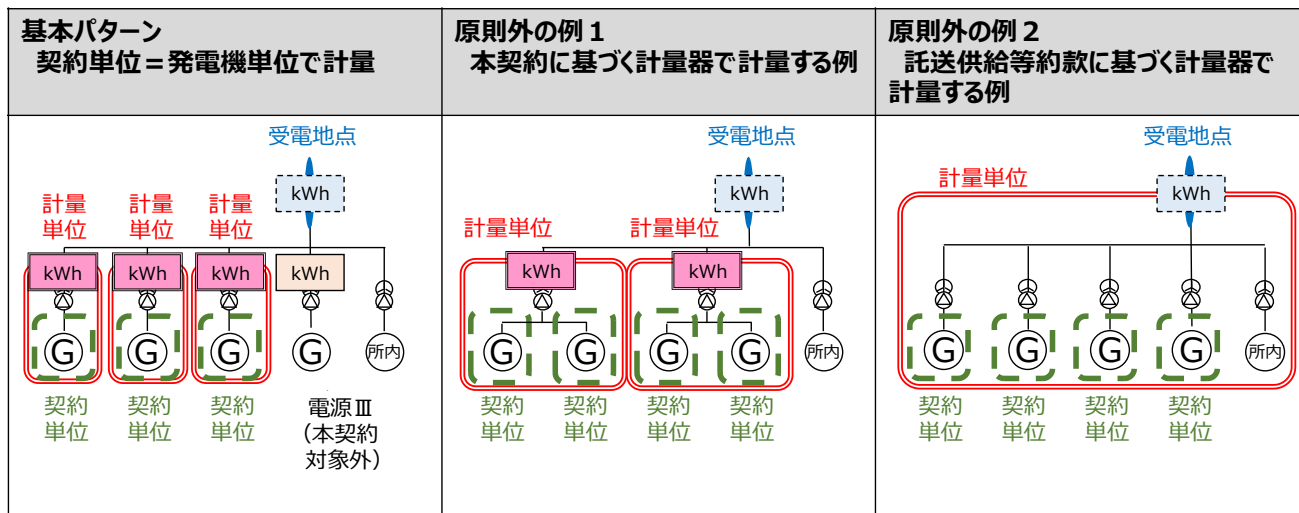 基本パターン
契約単位＝発電機単位で計量
受電地点
kWh
計量
単位
計量
単位
計量
単位
kWh
kWh
kWh
kWh
G
G
G
G
所内
契約
単位
契約
単位
契約
単位
電源Ⅲ
（本契約
対象外）
原則外の例１
本契約に基づく計量器で計量する例
受電地点
kWh
計量単位
計量単位
kWh
kWh
G
G
G
G
所内
契約
単位
契約
単位
契約
単位
契約
単位
原則外の例２
託送供給等約款に基づく計量器で
計量する例
受電地点
計量単位
kWh
G
G
G
G
所内
契約
単位
契約
単位
契約
単位
契約
単位